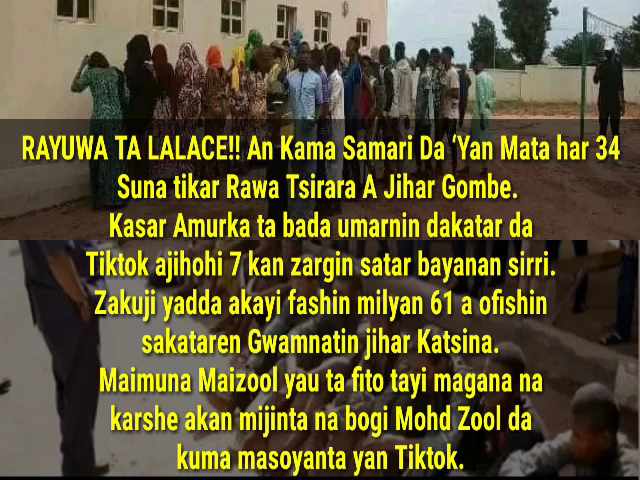 RAYUWA TA LALACE!! An Kama Samari Da ‘Yan Mata har 34
Suna tikar Rawa Tsirara A Jihar Gombe.
Kasar Amurka ta bada umarnin dakatar da
Tiktok ajihohi 7 kan zargin satar bayanan sirri.
Zakuji yadda akayi fashin milyan 61 a ofishin
sakataren Gwamnatin jihar Katsina.
Maimuna Maizool yau ta fito tayi magana na
karshe akan mijinta na bogi Mohd Zool da
kuma masoyanta yan Tiktok.